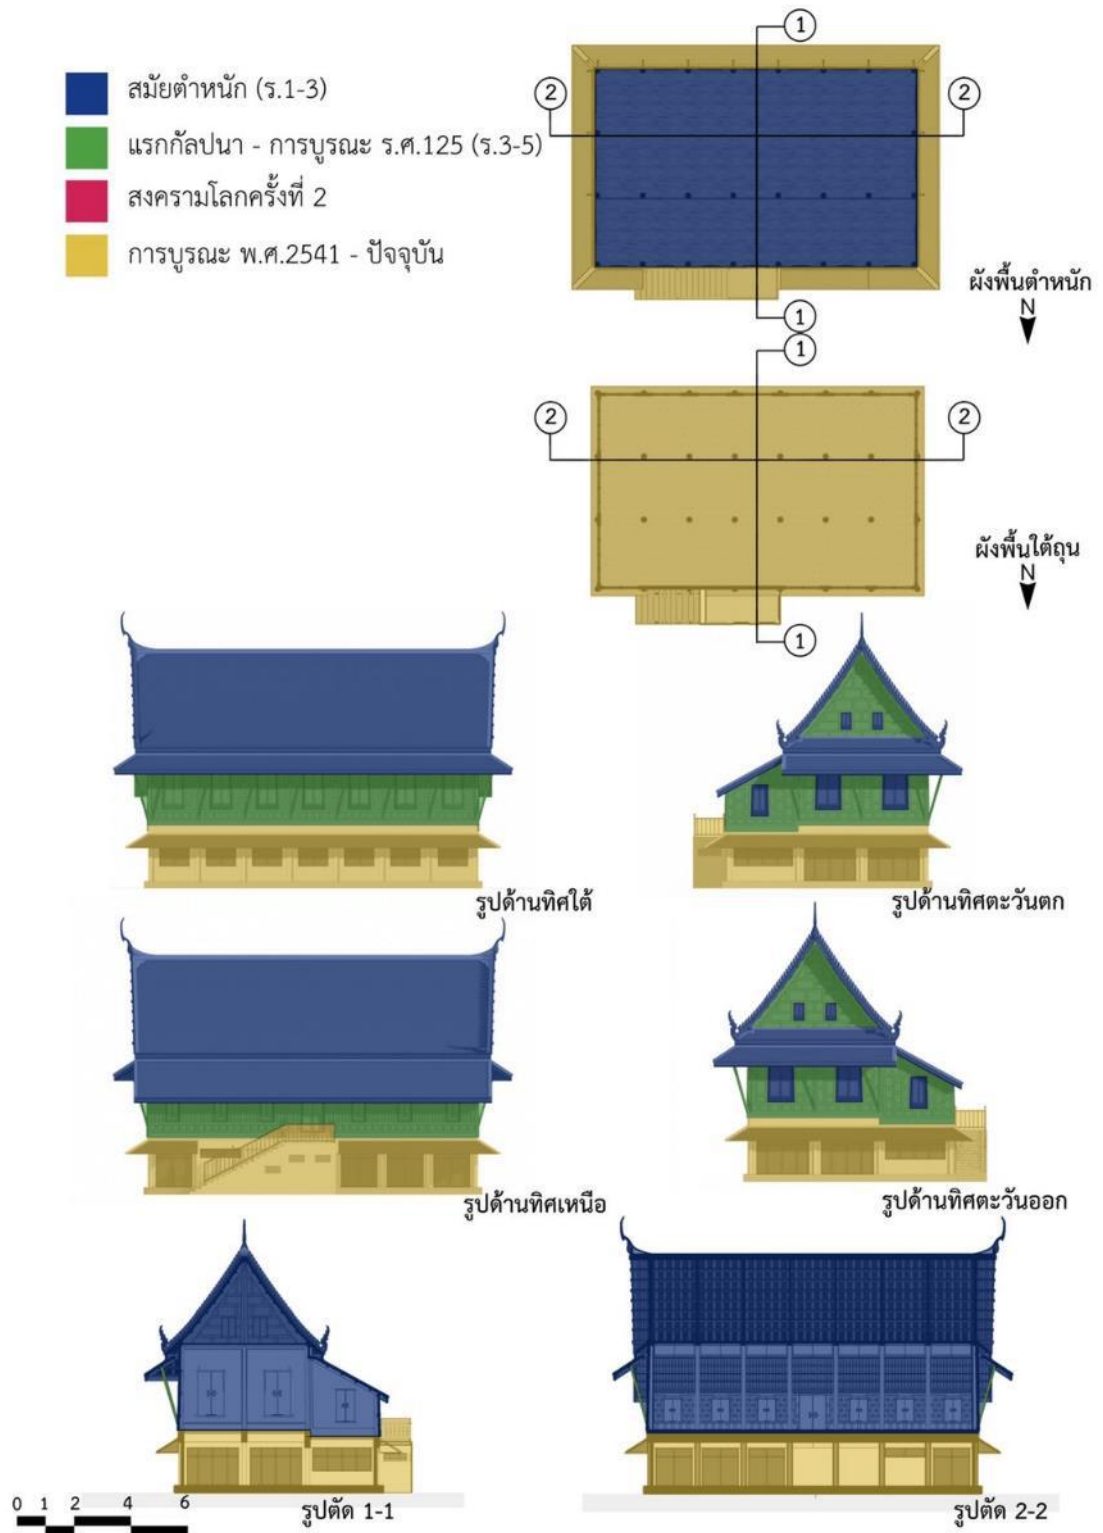 สมัยตำหนัก (ร.1-3)
แรกกัลปนา - การบูรณะ ร.ศ.125 (ร.3-5)
สงครามโลกครั้งที่ 2
การบูรณะ พ.ศ.2541 - ปัจจุบัน
1
2 2
ผังพื้นตำหนัก
N
1
1
2 2
ผังพื้นใต้ถุน
N
1
รูปด้านทิศใต้ รูปด้านทิศตะวันตก
รูปด้านทิศเหนือ รูปด้านทิศตะวันออก
0 1 2 4 6
รูปตัด 1-1 รูปตัด 2-2